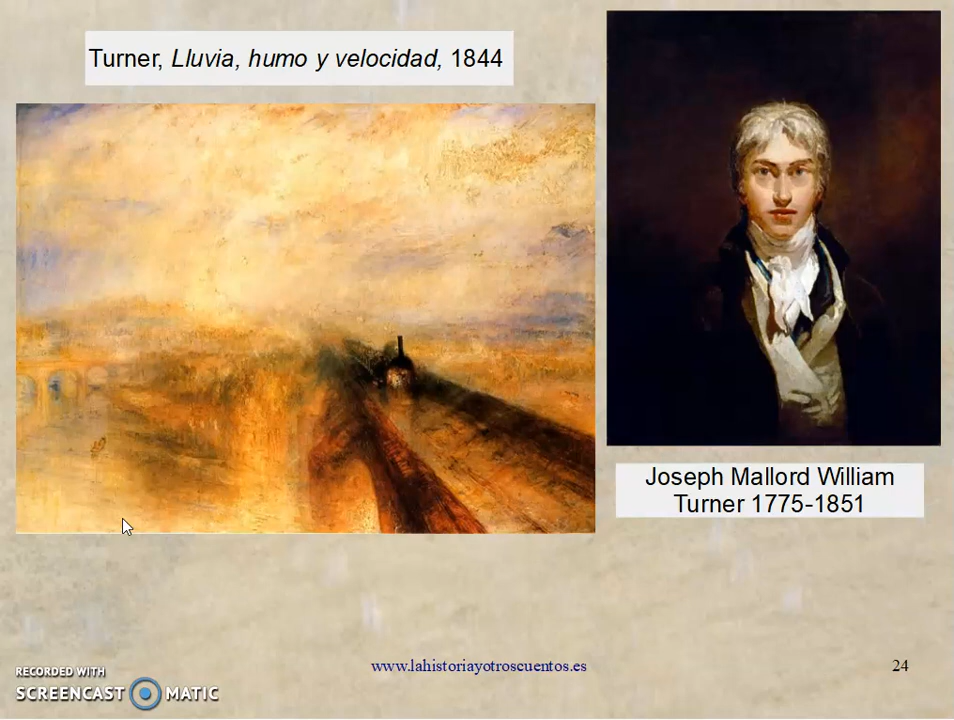 Turner, Lluvia, humo y velocidad, 1844
Joseph Mallord William
Turner 1775-1851
www.lahistoriayotroscuentos.es
24
RECORDED WITH
SCREENCAST MATIC